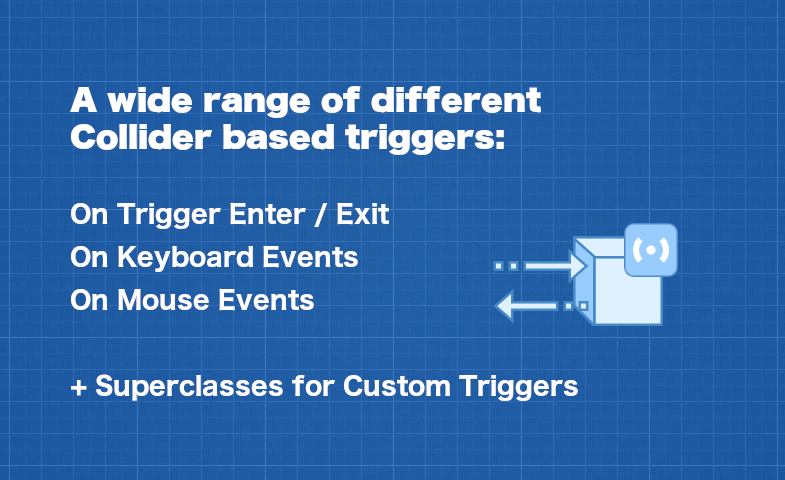 A wide range of different
Collider based triggers:
On Trigger Enter / Exit
On Keyboard Events
On Mouse Events
+ Superclasses for Custom Triggers